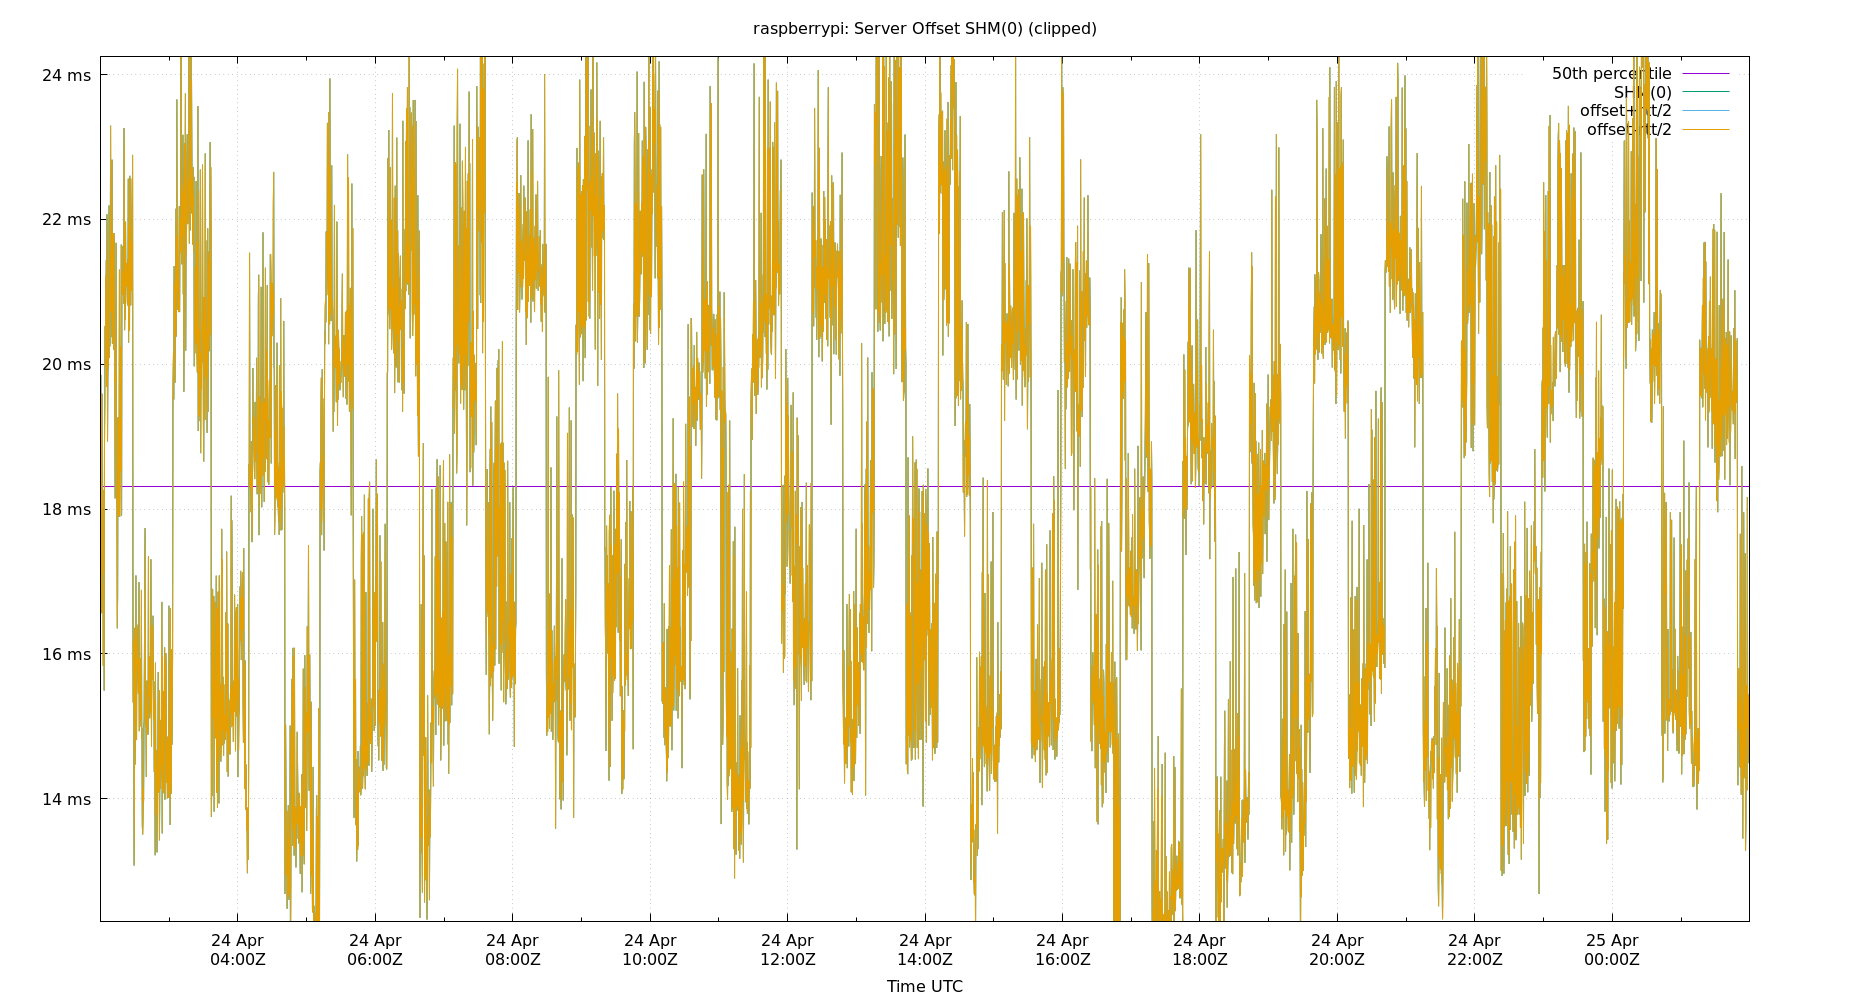 raspberrypi: Server Offset SHM(0) (clipped)
24 ms
22 ms
20 ms
18 ms
16 ms
14 ms
50th percentile
SHM(0)
offset+rtt/2
offset-rtt/2
24 Apr
04:00Z
24 Apr
06:00Z
24 Apr
08:00Z
24 Apr
10:00Z
24 Apr
12:00Z
24 Apr
14:00Z
24 Apr
16:00Z
24 Apr
18:00Z
24 Apr
20:00Z
24 Apr
22:00Z
25 Apr
00:00Z
Time UTC